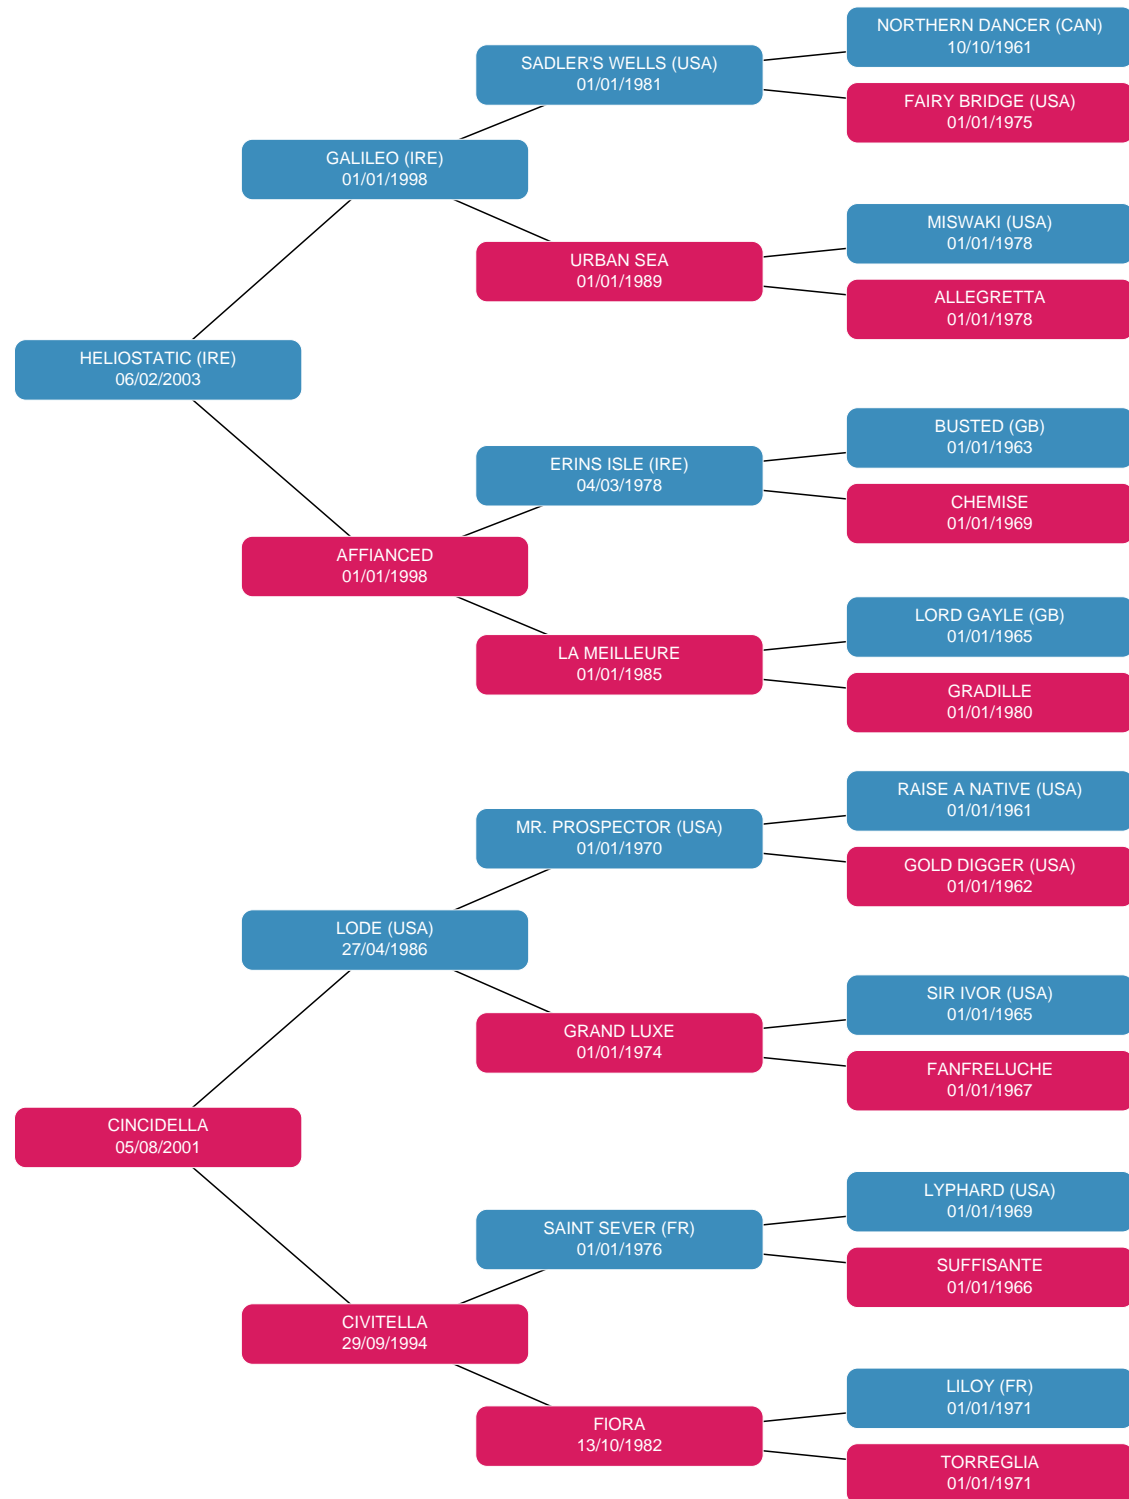 NORTHERN DANCER (CAN)
10/10/1961
SADLER'S WELLS (USA)
01/01/1981
FAIRY BRIDGE (USA)
01/01/1975
GALILEO (IRE)
01/01/1998
MISWAKI (USA)
01/01/1978
URBAN SEA
01/01/1989
ALLEGRETTA
01/01/1978
HELIOSTATIC (IRE)
06/02/2003
BUSTED (GB)
01/01/1963
ERINS ISLE (IRE)
04/03/1978
CHEMISE
01/01/1969
AFFIANCED
01/01/1998
LORD GAYLE (GB)
01/01/1965
LA MEILLEURE
01/01/1985
GRADILLE
01/01/1980
RAISE A NATIVE (USA)
01/01/1961
MR. PROSPECTOR (USA)
01/01/1970
GOLD DIGGER (USA)
01/01/1962
LODE (USA)
27/04/1986
SIR IVOR (USA)
01/01/1965
GRAND LUXE
01/01/1974
FANFRELUCHE
01/01/1967
CINCIDELLA
05/08/2001
LYPHARD (USA)
01/01/1969
SAINT SEVER (FR)
01/01/1976
SUFFISANTE
01/01/1966
CIVITELLA
29/09/1994
LILOY (FR)
01/01/1971
FIORA
13/10/1982
TORREGLIA
01/01/1971